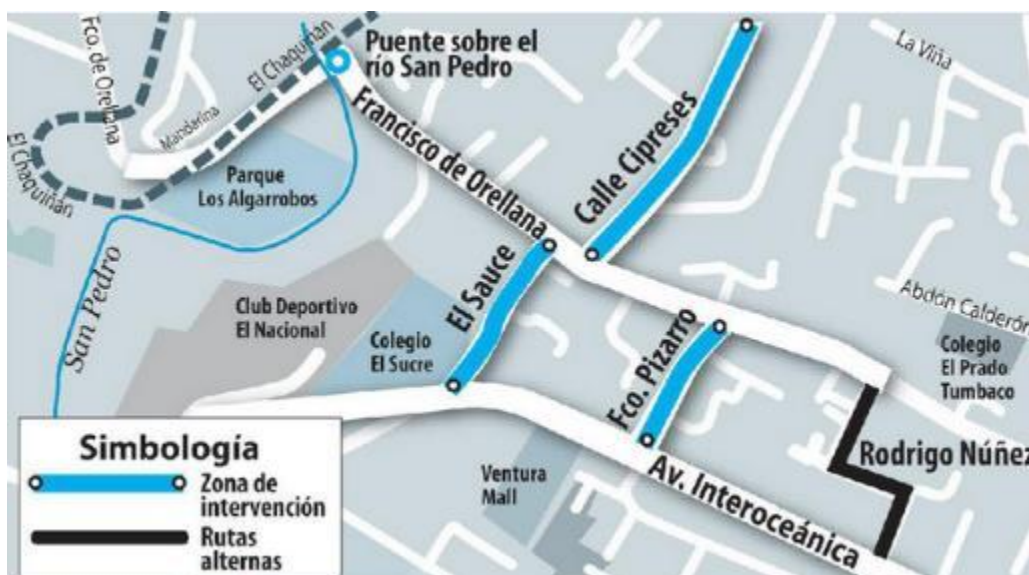 Fco. de Orellana
Mandarina
El Chaquiñán
El Chaquiñán
Puente sobre el
río San Pedro
Francisco de Orellana
Calle Cipreses
La Viña
Parque
Los Algarrobos
San Pedro
Club Deportivo
El Nacional
Colegio
El Sucre
El Sauce
Fco. Pizarro
Abdón Calderón
Colegio
El Prado
Tumbaco
Rodrigo Núñez
Ventura
Mall
Av. Interoceánica
Simbología
Zona de
intervención
Rutas
alternas